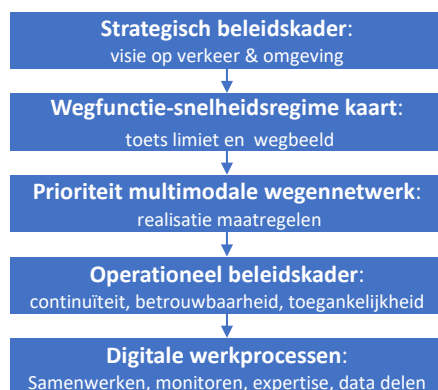 Strategisch beleidskader:
visie op verkeer & omgeving
Wegfunctie-snelheidsregime kaart:
toets limiet en wegbeeld
Prioriteit multimodale wegennetwerk:
realisatie maatregelen
Operationeel beleidskader:
continuïteit, betrouwbaarheid, toegankelijkheid
Digitale werkprocessen:
Samenwerken, monitoren, expertise, data delen